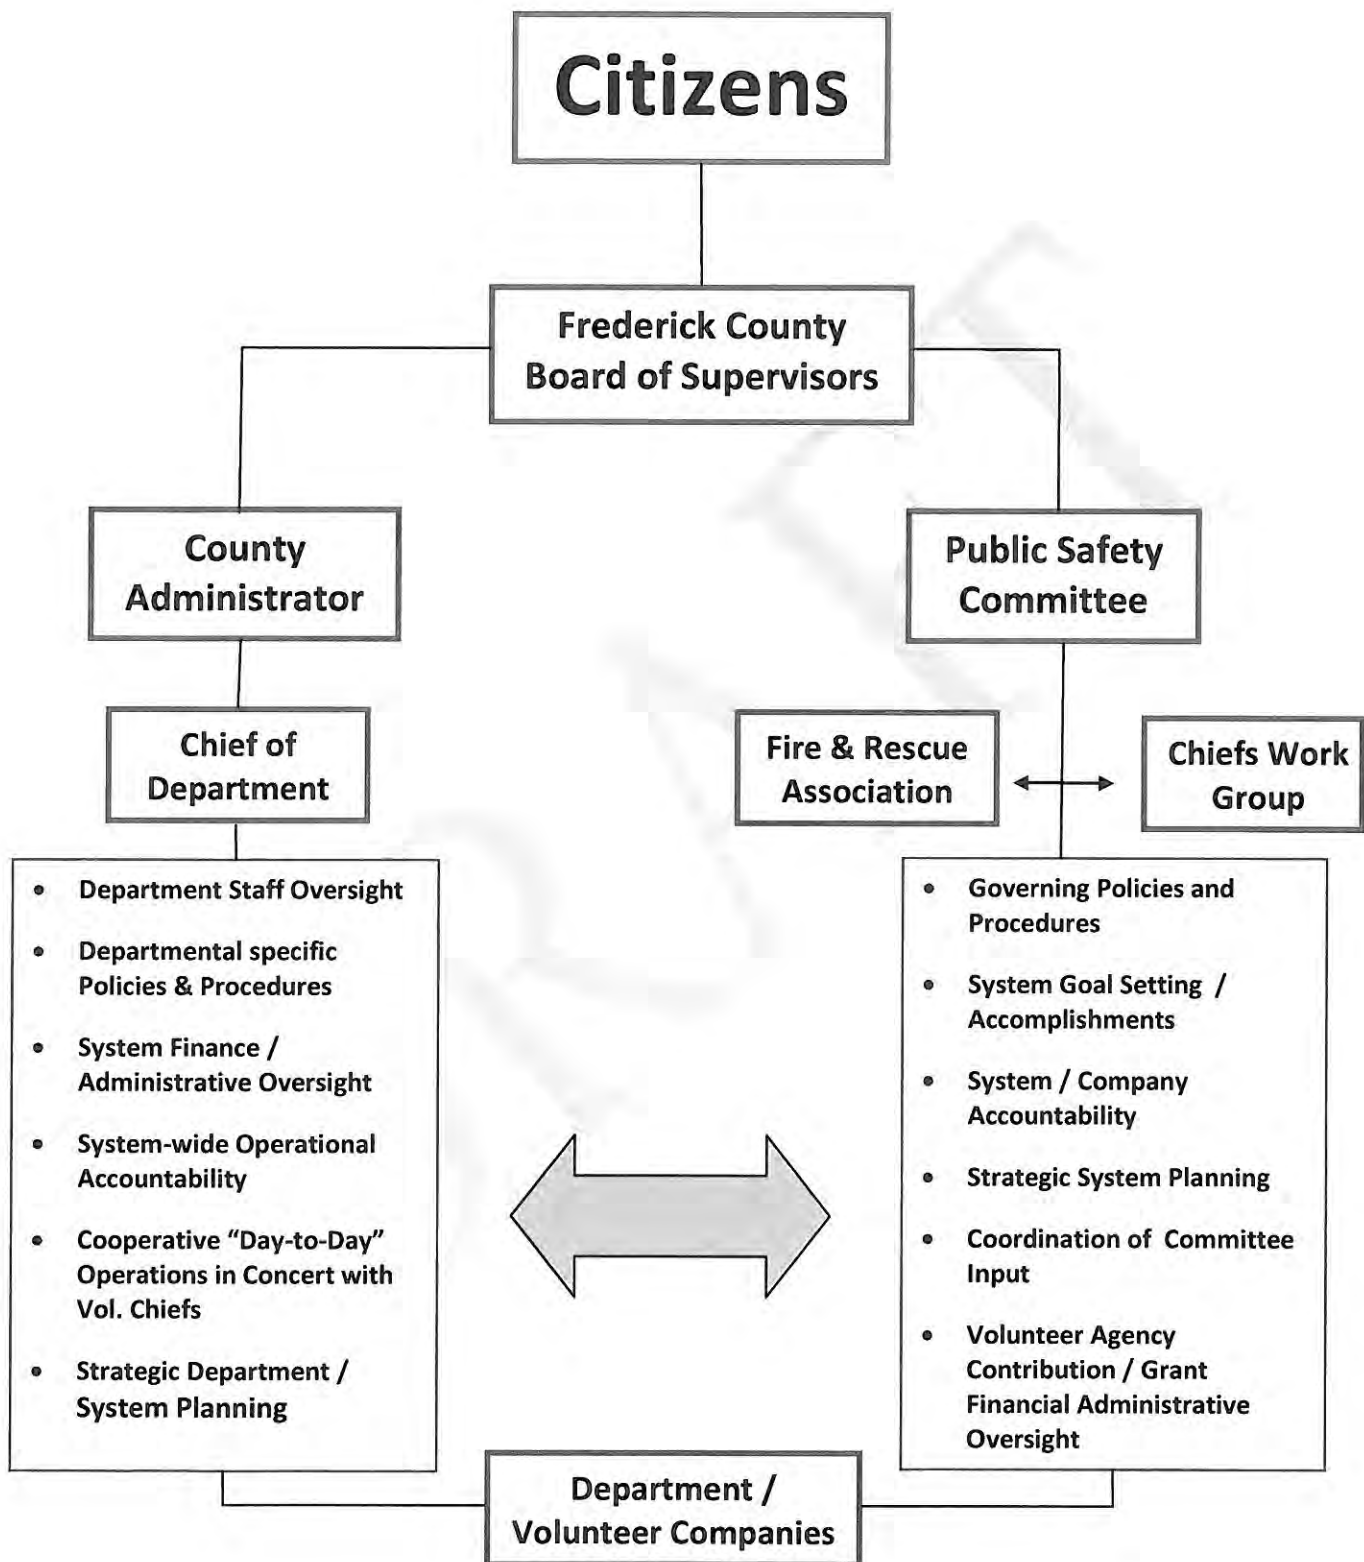 Citizens
Frederick County
Board of Supervisors
County
Administrator
Public Safety
Committee
Chief of
Department
Fire & Rescue
Association
Chiefs Work
Group
• Department Staff Oversight
• Departmental specific
Policies & Procedures
• System Finance /
Administrative Oversight
• System-wide Operational
Accountability
• Cooperative “Day-to-Day”
Operations in Concert with
Vol. Chiefs
• Strategic Department /
System Planning
• Governing Policies and
Procedures
• System Goal Setting /
Accomplishments
• System / Company
Accountability
• Strategic System Planning
• Coordination of Committee
Input
• Volunteer Agency
Contribution / Grant
Financial Administrative
Oversight
Department /
Volunteer Companies
DRAFT